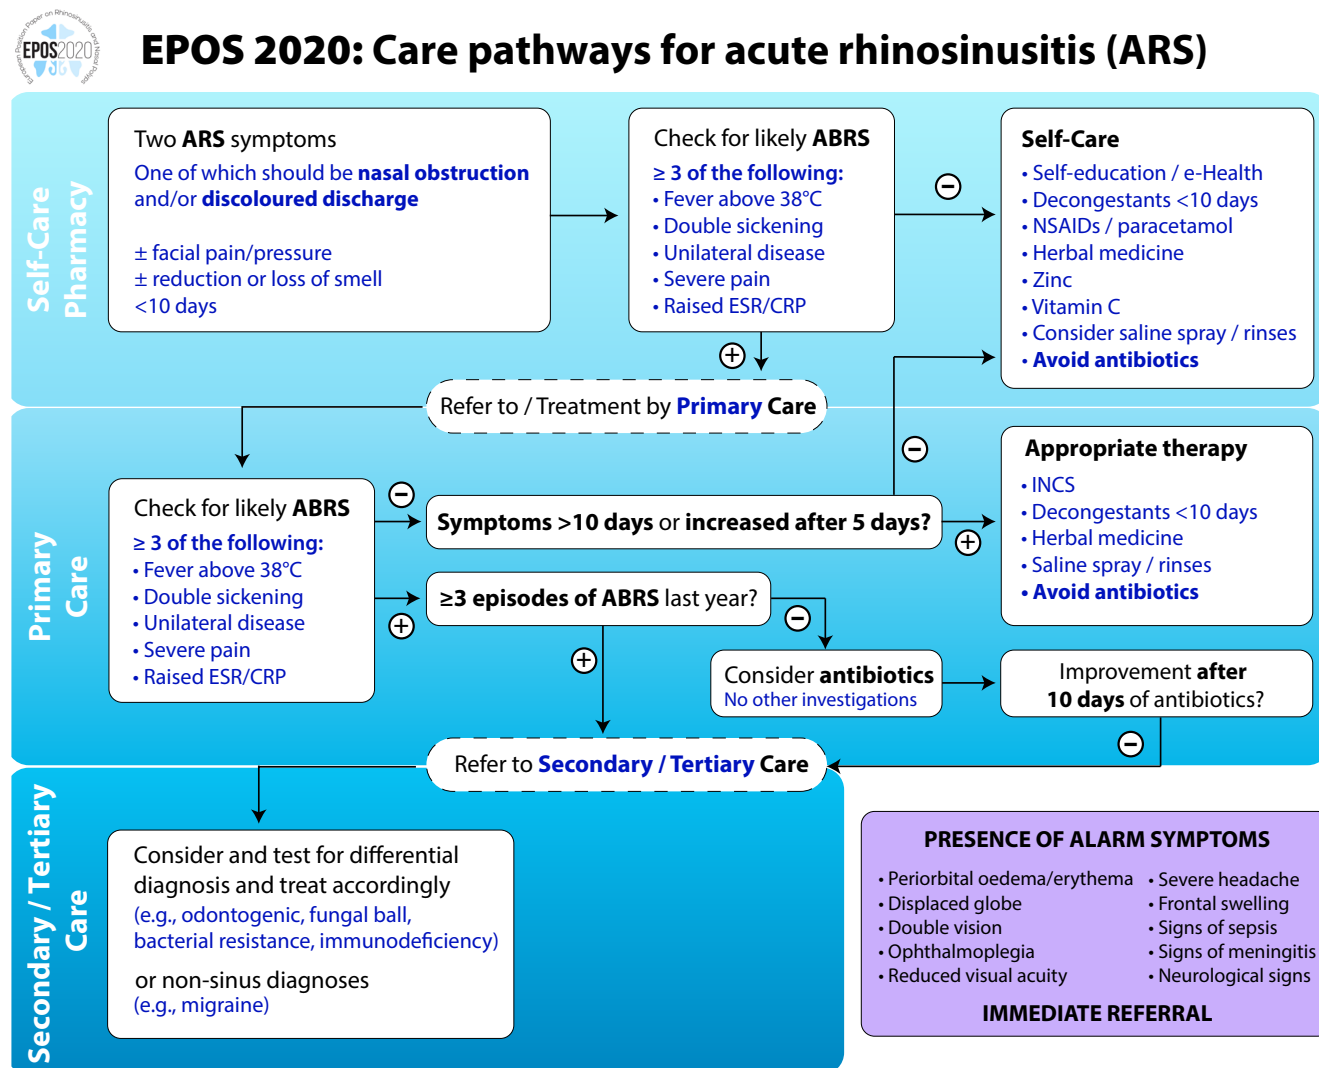 European Position Paper on Rhinosinusitis and Nasal Polyps
EPOS2020
EPOS 2020: Care pathways for acute rhinosinusitis (ARS)
Self-Care
Pharmacy
Two ARS symptoms
One of which should be nasal obstruction
and/or discoloured discharge
± facial pain/pressure
± reduction or loss of smell
<10 days
Check for likely ABRS
≥ 3 of the following:
• Fever above 38°C
• Double sickening
• Unilateral disease
• Severe pain
• Raised ESR/CRP
−
+
Self-Care
• Self-education / e-Health
• Decongestants <10 days
• NSAIDs / paracetamol
• Herbal medicine
• Zinc
• Vitamin C
• Consider saline spray / rinses
• Avoid antibiotics
Refer to / Treatment by Primary Care
Primary
Care
Check for likely ABRS
≥ 3 of the following:
• Fever above 38°C
• Double sickening
• Unilateral disease
• Severe pain
• Raised ESR/CRP
−
+
Symptoms >10 days or increased after 5 days?
−
+
Appropriate therapy
• INCS
• Decongestants <10 days
• Herbal medicine
• Saline spray / rinses
• Avoid antibiotics
≥3 episodes of ABRS last year?
−
+
Consider antibiotics
No other investigations
Improvement after
10 days of antibiotics?
−
Refer to Secondary / Tertiary Care
Secondary / Tertiary
Care
Consider and test for differential
diagnosis and treat accordingly
(e.g., odontogenic, fungal ball,
bacterial resistance, immunodeficiency)
or non-sinus diagnoses
(e.g., migraine)
PRESENCE OF ALARM SYMPTOMS
• Periorbital oedema/erythema
• Displaced globe
• Double vision
• Ophthalmoplegia
• Reduced visual acuity
• Severe headache
• Frontal swelling
• Signs of sepsis
• Signs of meningitis
• Neurological signs
IMMEDIATE REFERRAL